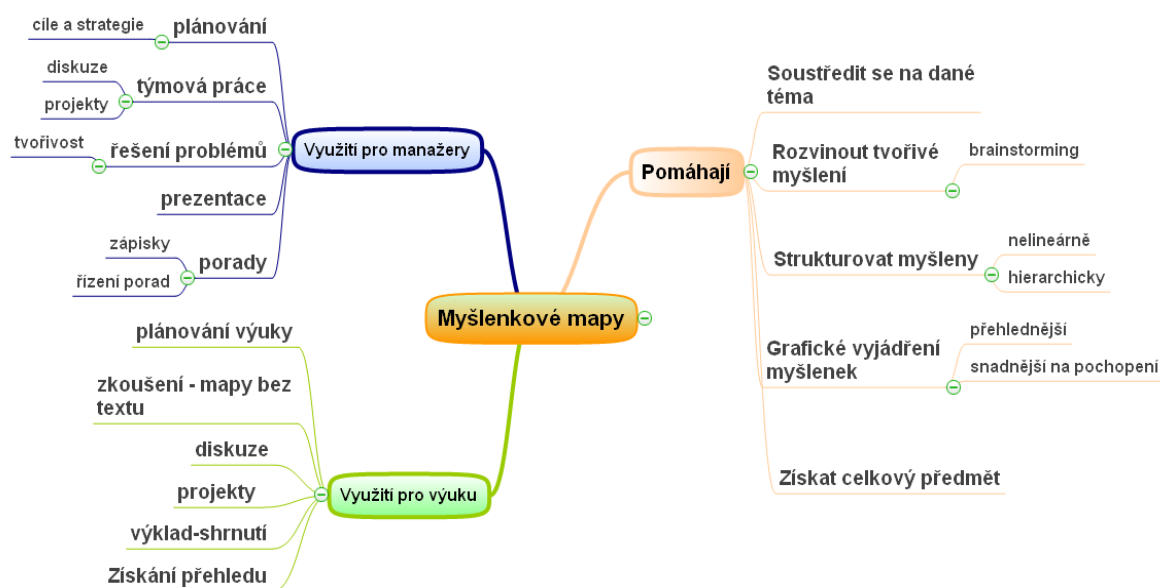 Myšlenkové mapy
Využití pro manažery
plánování
cíle a strategie
týmová práce
diskuze
projekty
řešení problémů
tvořivost
prezentace
porady
zápisky
řízení porad
Využití pro výuku
plánování výuky
zkoušení - mapy bez
textu
diskuze
projekty
výklad-shrnutí
Získání přehledu
Pomáhají
Soustředit se na dané
téma
Rozvinout tvořivé
myšlení
brainstorming
Strukturovat myšleny
nelineárně
hierarchicky
Grafické vyjádření
myšlenek
přehlednější
snadnější na pochopení
Získat celkový předmět